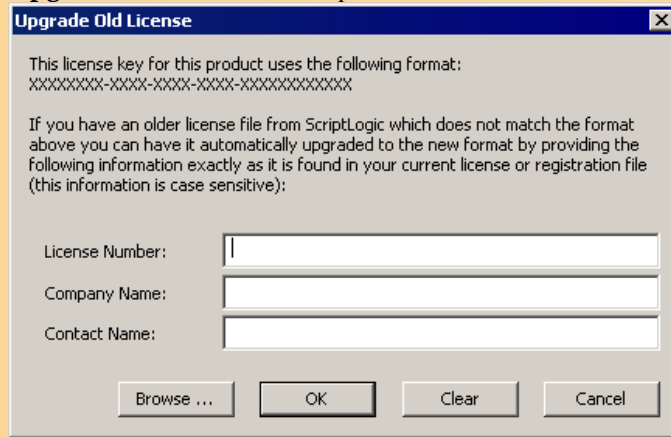 Upgrade Old License
This license key for this product uses the following format:
XXXXXXXX-XXXX-XXXX-XXXX-XXXXXXXXXXXX
If you have an older license file from ScriptLogic which does not match the format
above you can have it automatically upgraded to the new format by providing the
following information exactly as it is found in your current license or registration file
(this information is case sensitive):
License Number:
Company Name:
Contact Name:
Browse ...
OK
Clear
Cancel